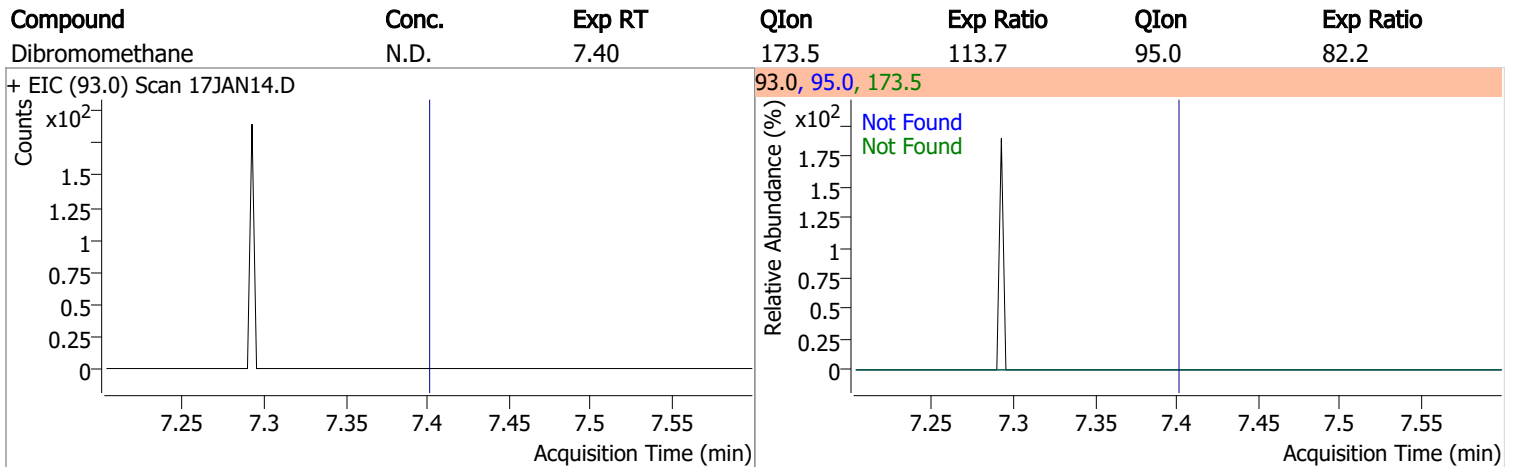 Compound Conc. Exp RT QIon Exp Ratio QIon Exp Ratio
Dibromomethane N.D. 7.40 173.5 113.7 95.0 82.2
+ EIC (93.0) Scan 17JAN14.D
Counts
x10²
1.5
1.25
1
0.75
0.5
0.25
0
7.25 7.3 7.35 7.4 7.45 7.5 7.55
Acquisition Time (min)
93.0, 95.0, 173.5
Relative Abundance (%)
x10²
Not Found
Not Found
1.75
1.5
1.25
1
0.75
0.5
0.25
0
7.25 7.3 7.35 7.4 7.45 7.5 7.55
Acquisition Time (min)